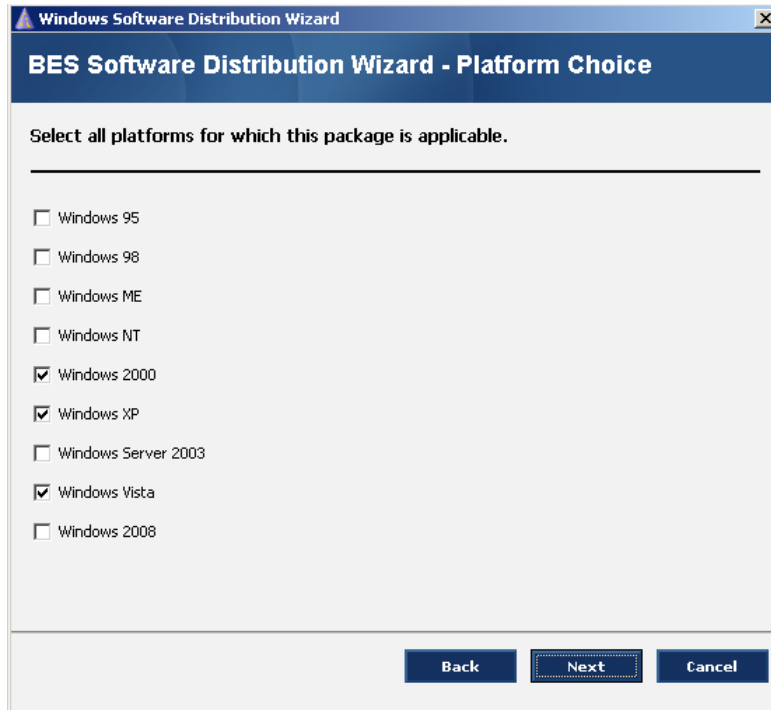 Windows Software Distribution Wizard
BES Software Distribution Wizard - Platform Choice
Select all platforms for which this package is applicable.
Windows 95
Windows 98
Windows ME
Windows NT
Windows 2000
Windows XP
Windows Server 2003
Windows Vista
Windows 2008
Back Next Cancel